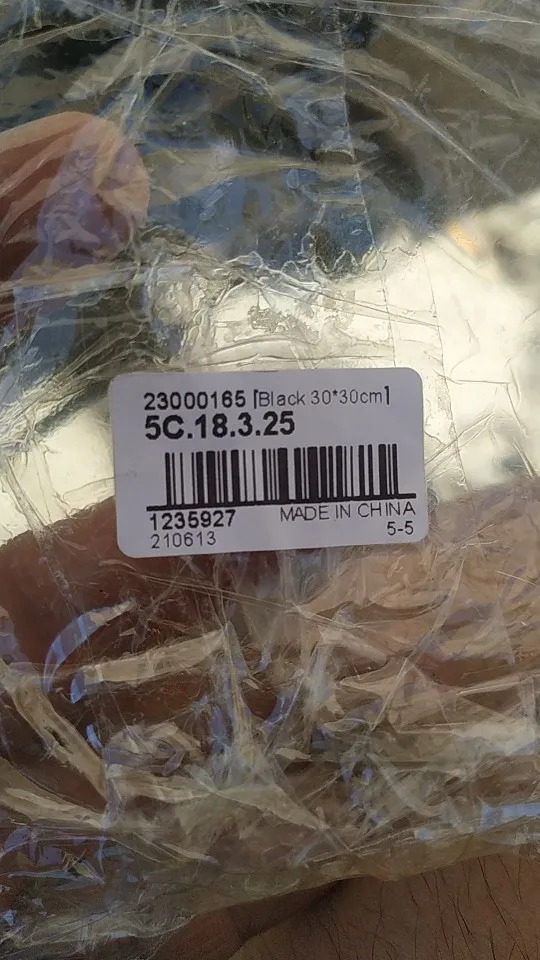 23000165 [Black 30*30cm]
5C.18.3.25
1235927 MADE IN CHINA
210613 5-5